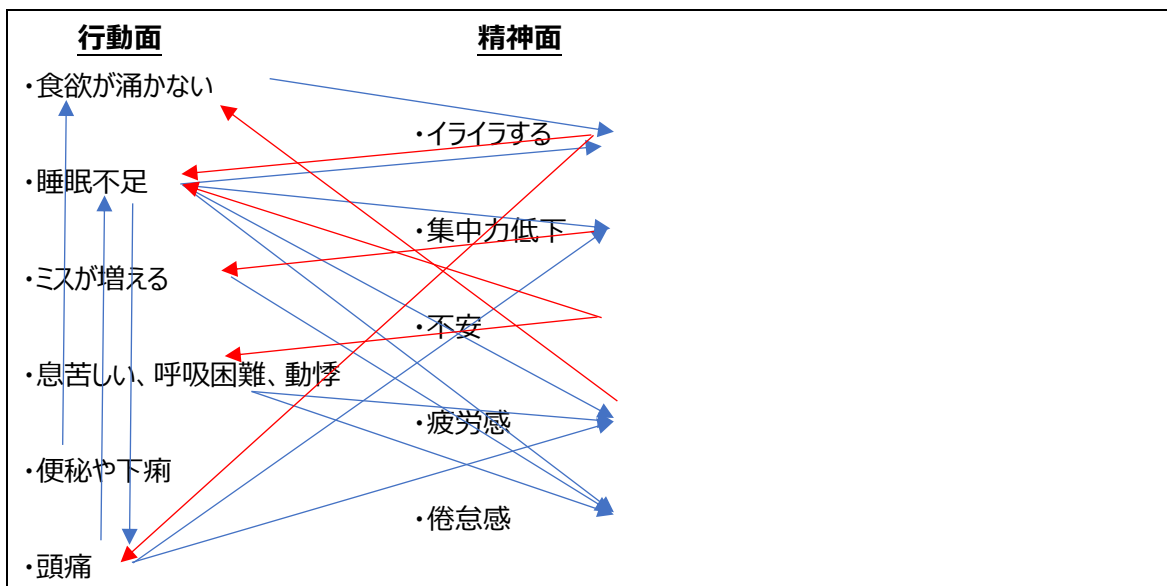 行動面
精神面
・食欲が涌かない
・イライラする
・睡眠不足
・集中力低下
・ミスが増える
・不安
・息苦しい、呼吸困難、動悸
・疲労感
・便秘や下痢
・倦怠感
・頭痛